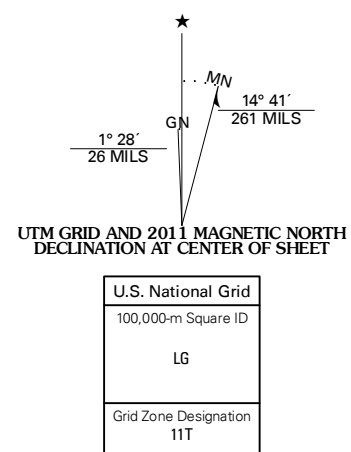 ★
MN
GN
14° 41´
261 MILS
1° 28´
26 MILS
UTM GRID AND 2011 MAGNETIC NORTH
DECLINATION AT CENTER OF SHEET
U.S. National Grid
100,000-m Square ID
LG
Grid Zone Designation
11T